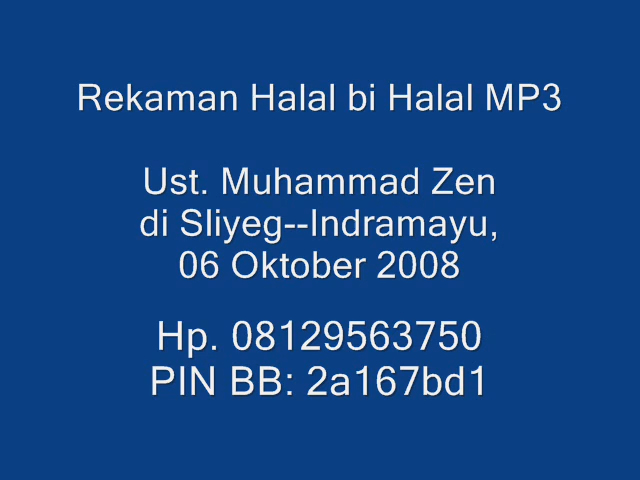 Rekaman Halal bi Halal MP3
Ust. Muhammad Zen
di Sliyeg--Indramayu,
06 Oktober 2008
Hp. 08129563750
PIN BB: 2a167bd1